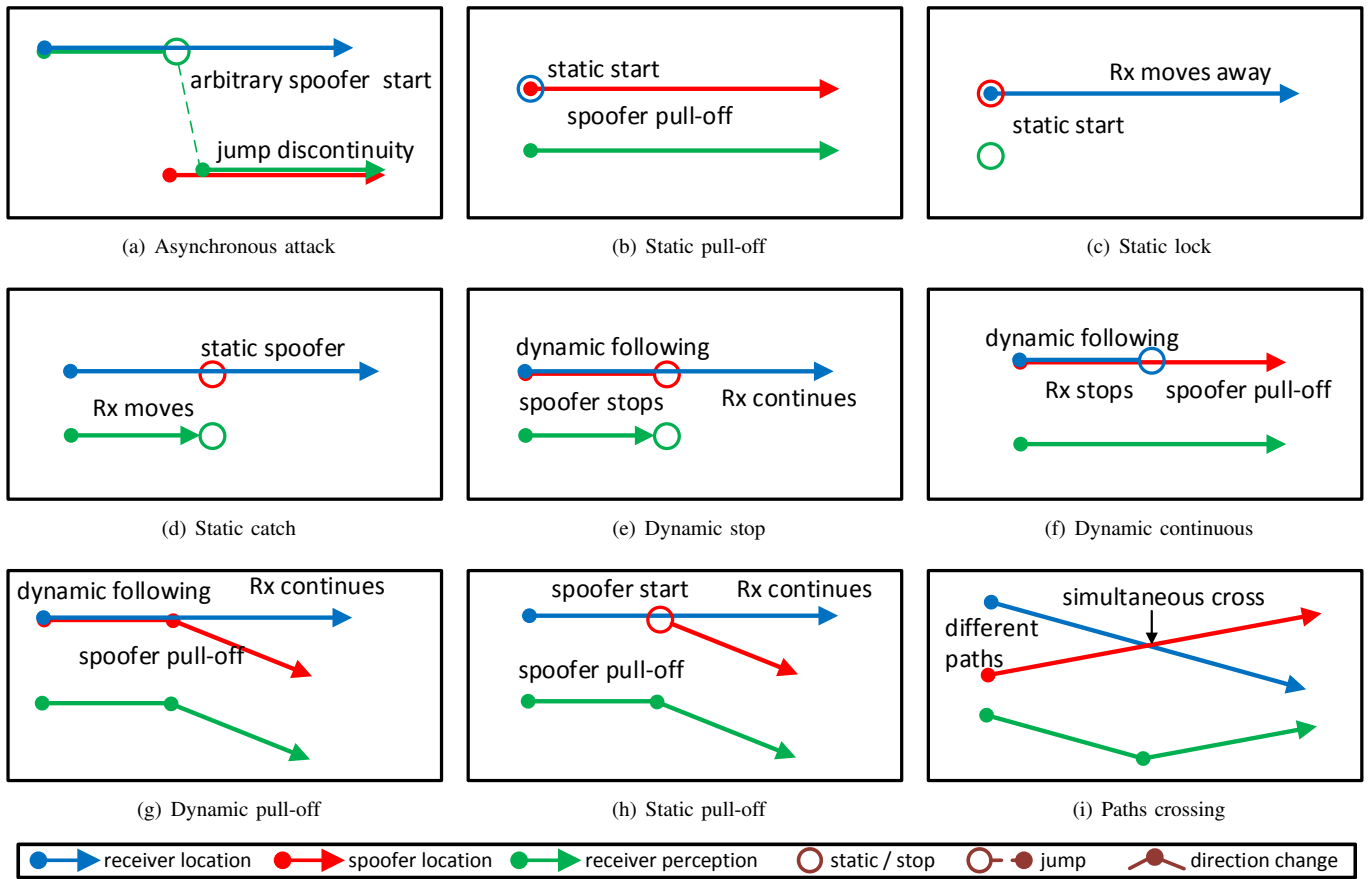 arbitrary spoofer start
jump discontinuity
(a) Asynchronous attack
static start
spoofer pull-off
(b) Static pull-off
Rx moves away
static start
(c) Static lock
static spoofer
Rx moves
(d) Static catch
dynamic following
spoofer stops
Rx continues
(e) Dynamic stop
dynamic following
Rx stops
spoofer pull-off
(f) Dynamic continuous
dynamic following
Rx continues
spoofer pull-off
(g) Dynamic pull-off
spoofer start
Rx continues
spoofer pull-off
(h) Static pull-off
simultaneous cross
different
paths
(i) Paths crossing
receiver location
spoofer location
receiver perception
static / stop
jump
direction change